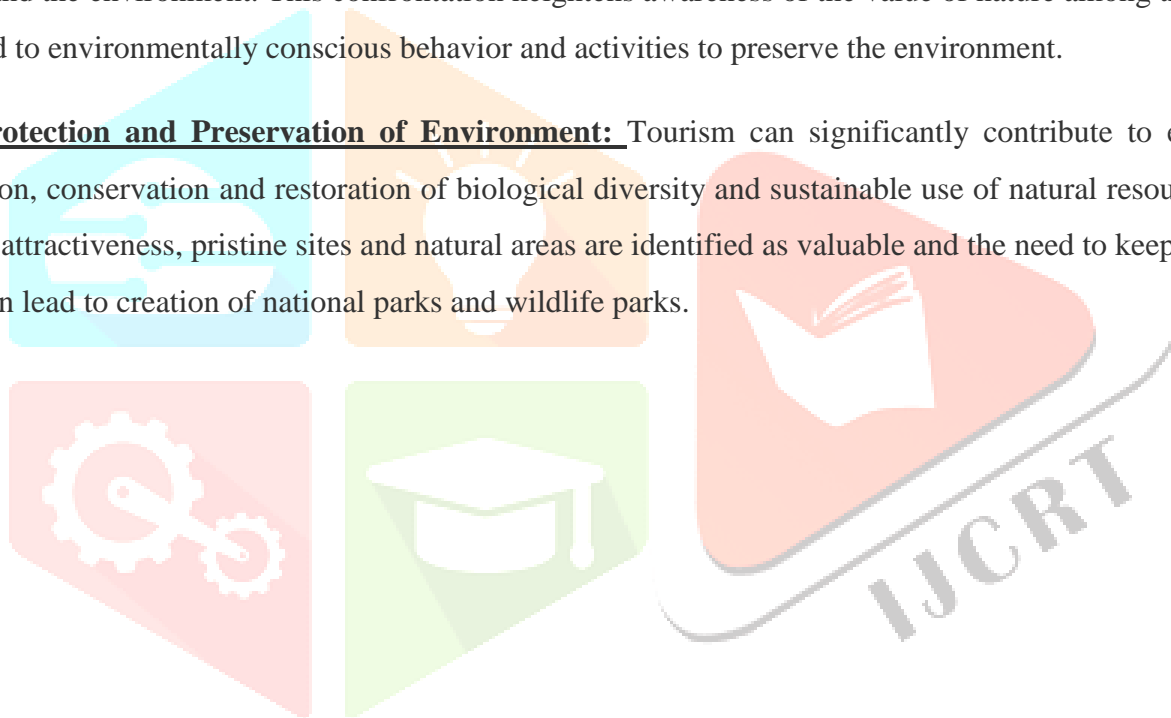 and the environment. This confrontation heightens awareness of the value of nature among
d to environmentally conscious behavior and activities to preserve the environment.
rotection and Preservation of Environment: Tourism can significantly contribute to e
on, conservation and restoration of biological diversity and sustainable use of natural resou
attractiveness, pristine sites and natural areas are identified as valuable and the need to keep
n lead to creation of national parks and wildlife parks.
IJCRT